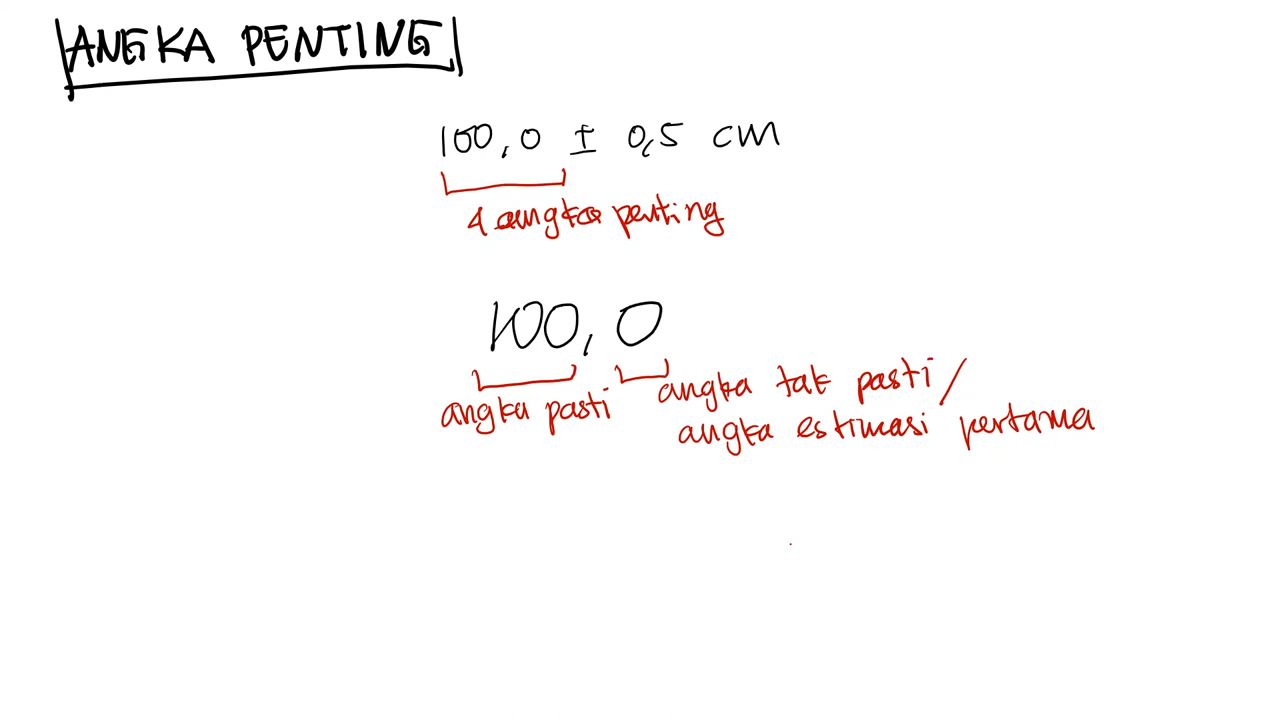 ANGKA PENTING
100,0 ± 0,5 cm
4 angka penting
100,0
angka pasti
angka tak pasti/
angka estimasi pertama